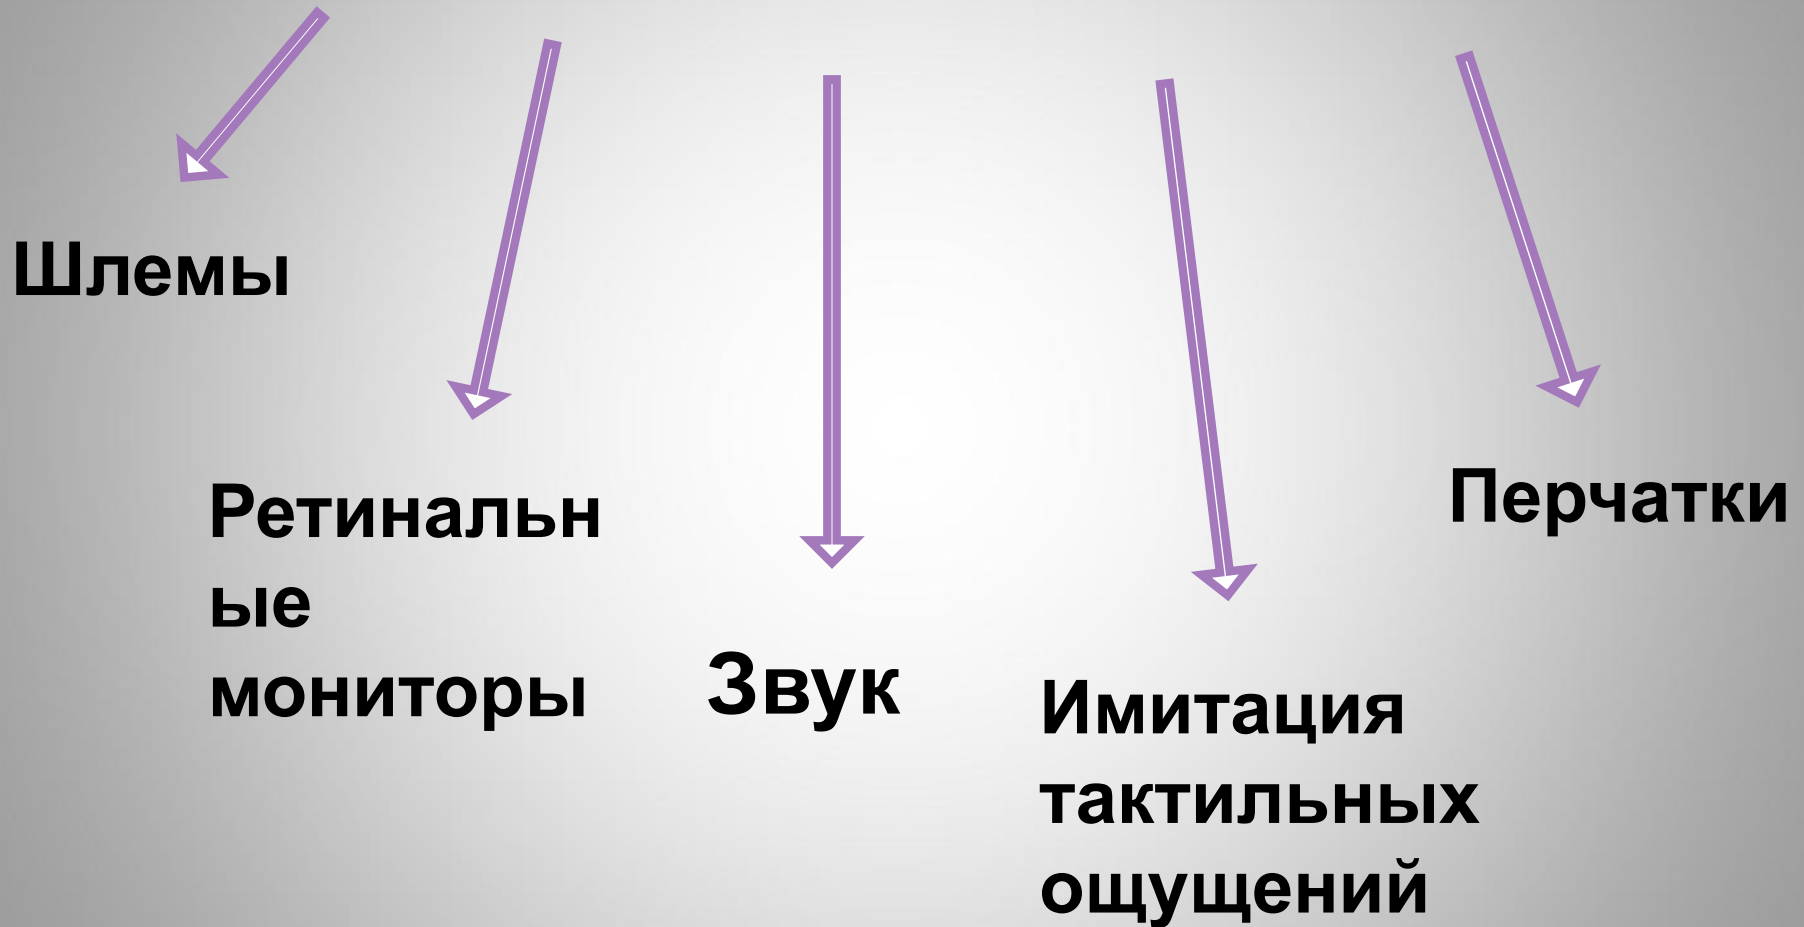 Шлемы
Ретинальн
ые
мониторы
Звук
Имитация
тактильных
ощущений
Перчатки